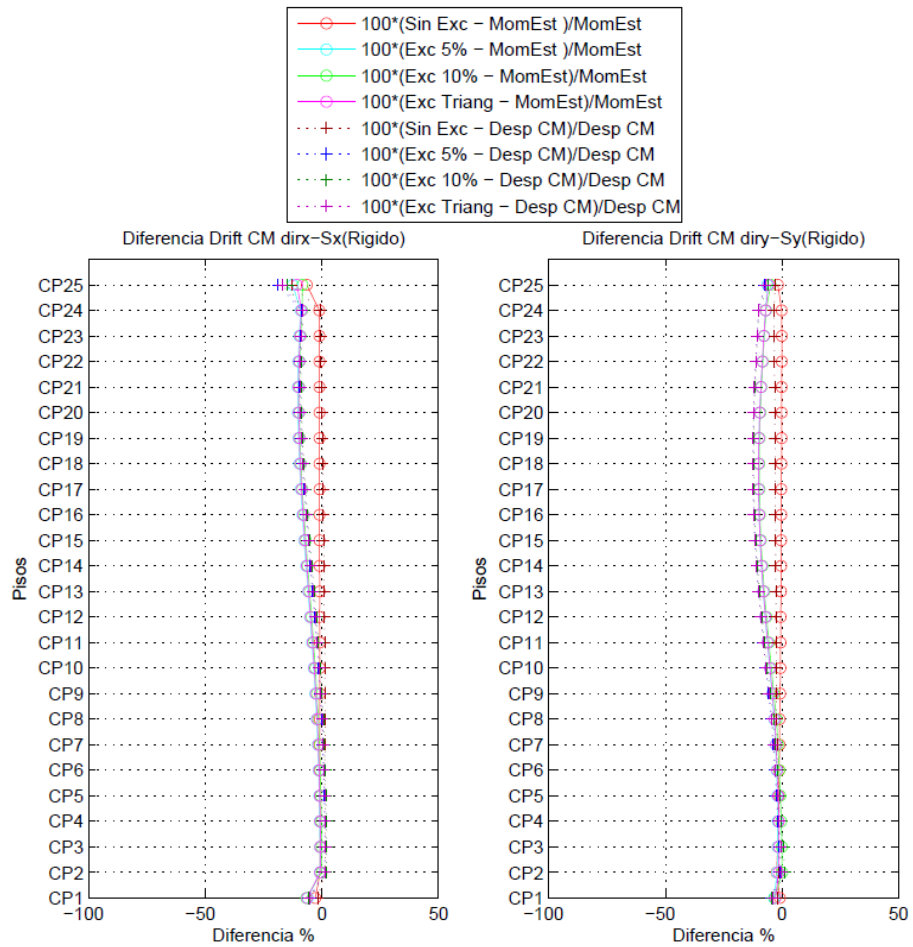 100*(Sin Exc − MomEst )/MomEst
100*(Exc 5% − MomEst )/MomEst
100*(Exc 10% − MomEst)/MomEst
100*(Exc Triang − MomEst)/MomEst
100*(Sin Exc − Desp CM)/Desp CM
100*(Exc 5% − Desp CM)/Desp CM
100*(Exc 10% − Desp CM)/Desp CM
100*(Exc Triang − Desp CM)/Desp CM
Diferencia Drift CM dirx−Sx(Rigido)
CP25
CP24
CP23
CP22
CP21
CP20
CP19
CP18
CP17
CP16
CP15
CP14
CP13
CP12
CP11
CP10
CP9
CP8
CP7
CP6
CP5
CP4
CP3
CP2
CP1
Pisos
−100 −50 0 50
Diferencia %
Diferencia Drift CM diry−Sy(Rigido)
CP25
CP24
CP23
CP22
CP21
CP20
CP19
CP18
CP17
CP16
CP15
CP14
CP13
CP12
CP11
CP10
CP9
CP8
CP7
CP6
CP5
CP4
CP3
CP2
CP1
Pisos
−100 −50 0 50
Diferencia %